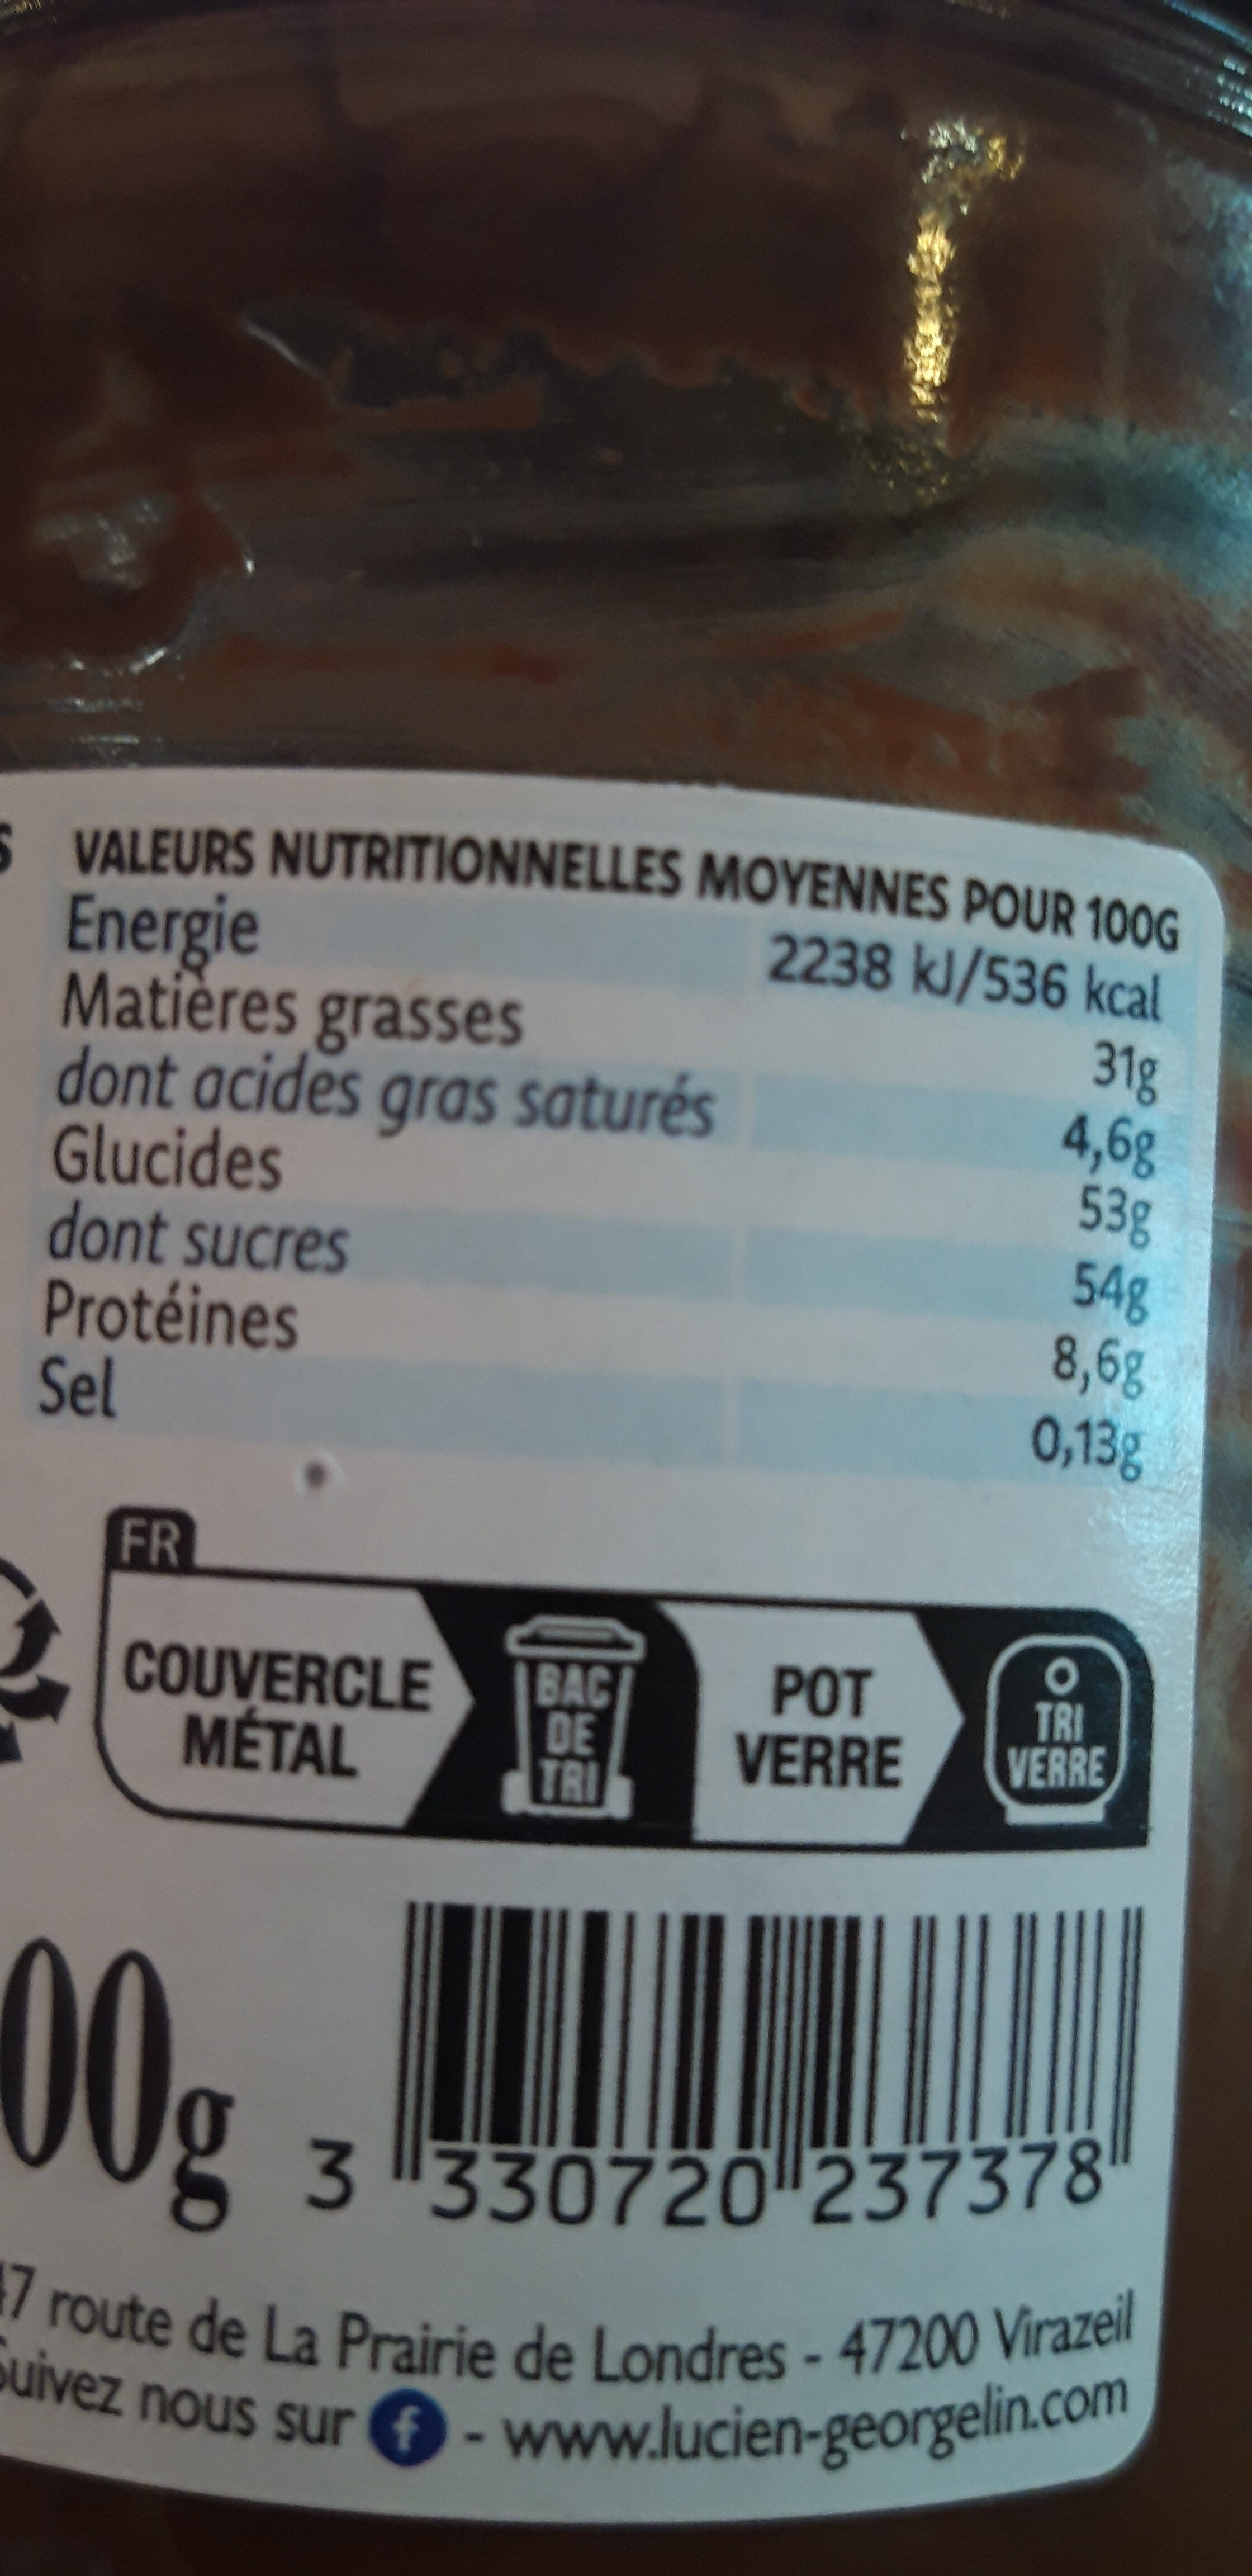 VALEURS NUTRITIONNELLES MOYENNES POUR 100G
Energie 2238 kJ/536 kcal
Matières grasses 31g
dont acides gras saturés 4,6g
Glucides 53g
dont sucres 54g
Protéines 8,6g
Sel 0,13g
FR
COUVERCLE MÉTAL
BAC DE TRI
POT VERRE
TRI VERRE
00g
3 330720 237378
47 route de La Prairie de Londres - 47200 Virazeil
Suivez nous sur f - www.lucien-georgelin.com